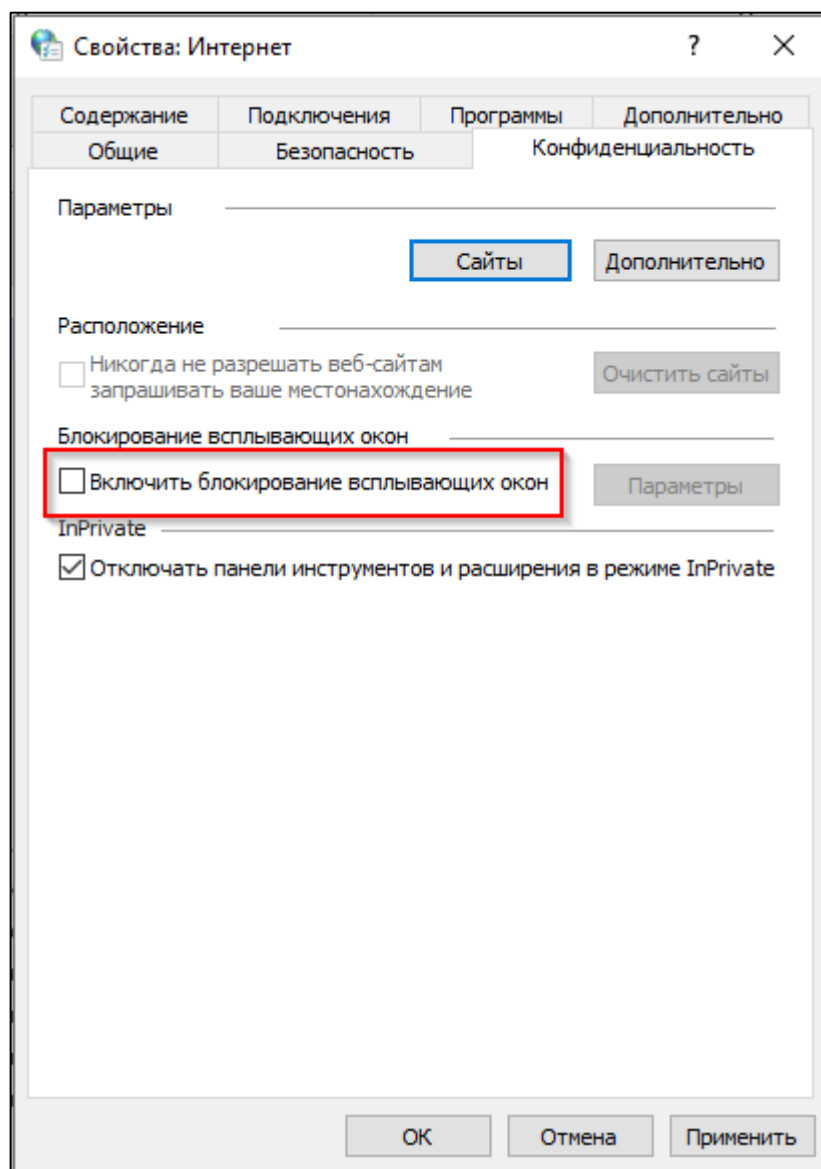 Свойства: Интернет
Содержание Подключения Программы Дополнительно
Общие Безопасность Конфиденциальность
Параметры
Сайты Дополнительно
Расположение
Никогда не разрешать веб-сайтам
запрашивать ваше местонахождение
Очистить сайты
Блокирование всплывающих окон
Включить блокирование всплывающих окон Параметры
InPrivate
Отключать панели инструментов и расширения в режиме InPrivate
ОК Отмена Применить